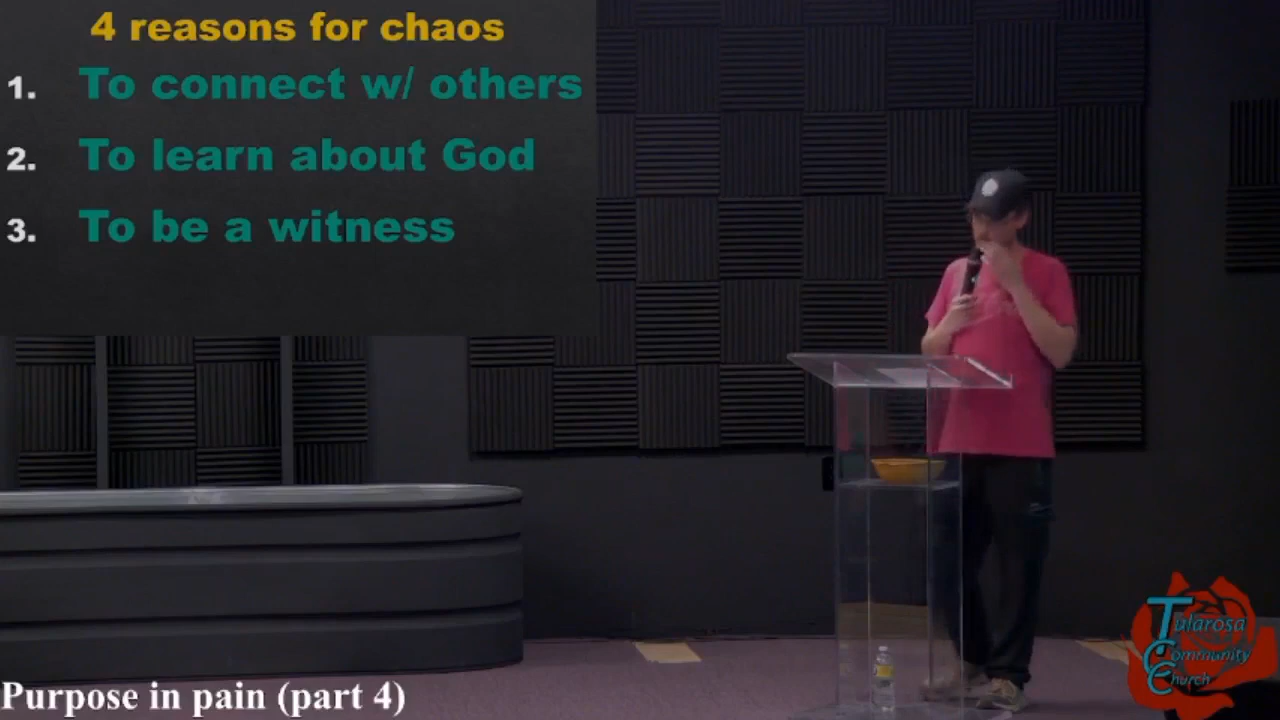 4 reasons for chaos
1. To connect w/ others
2. To learn about God
3. To be a witness
Purpose in pain (part 4)
Tularosa
Community
Church